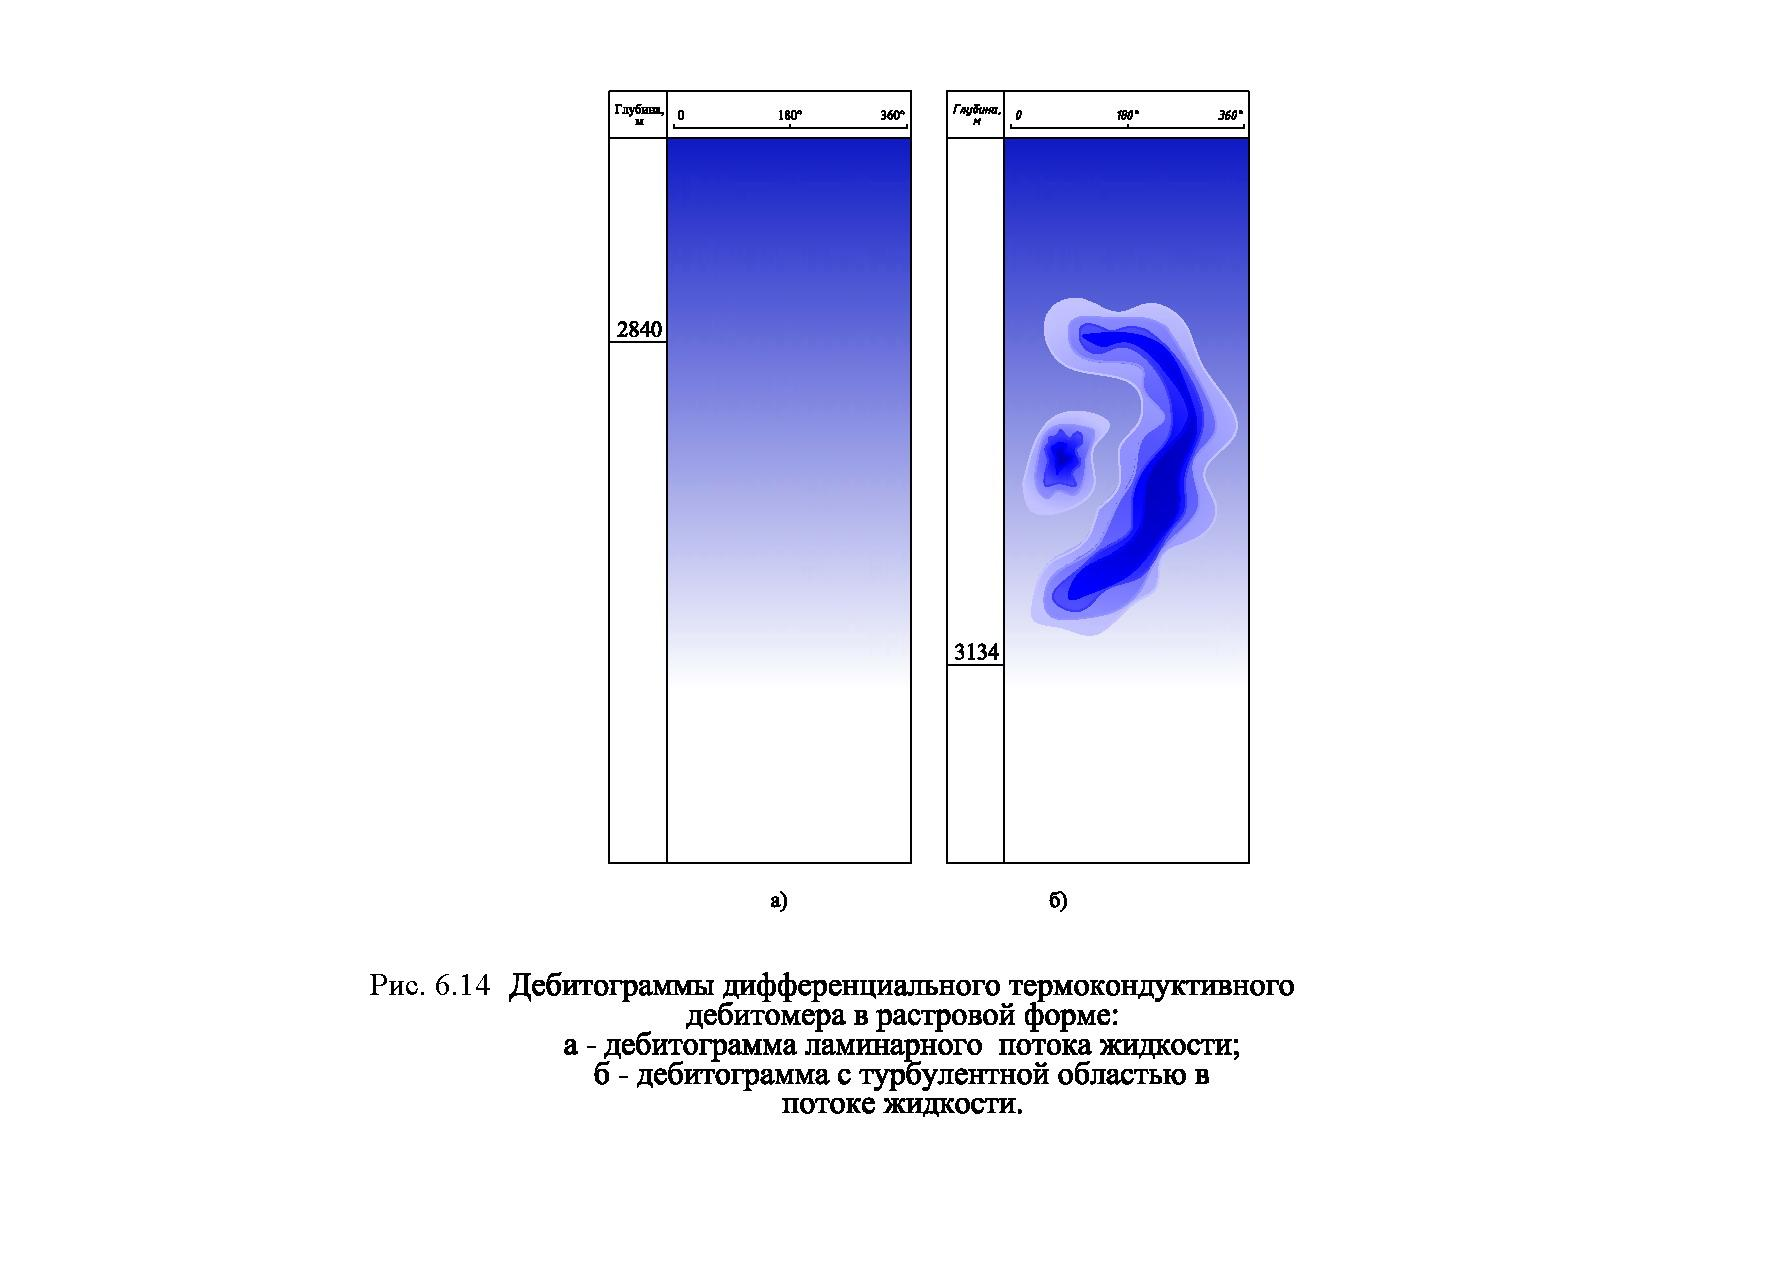 Глубина,
м
0 180° 360°
2840
Глубина,
м
0 180° 360°
3134
а) б)
Рис. 6.14 Дебитограммы дифференциального термокондуктивного
дебитомера в растровой форме:
а - дебитограмма ламинарного потока жидкости;
б - дебитограмма с турбулентной областью в
потоке жидкости.